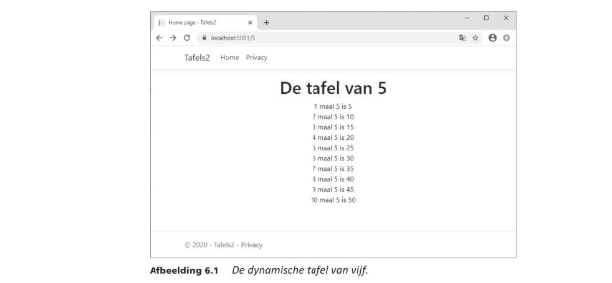 Home page - Tafels2
localhost:5001/5
Tafels2 Home Privacy
De tafel van 5
1 maal 5 is 5
2 maal 5 is 10
3 maal 5 is 15
4 maal 5 is 20
5 maal 5 is 25
6 maal 5 is 30
7 maal 5 is 35
8 maal 5 is 40
9 maal 5 is 45
10 maal 5 is 50
© 2020 - Tafels2 - Privacy
Afbeelding 6.1 De dynamische tafel van vijf.